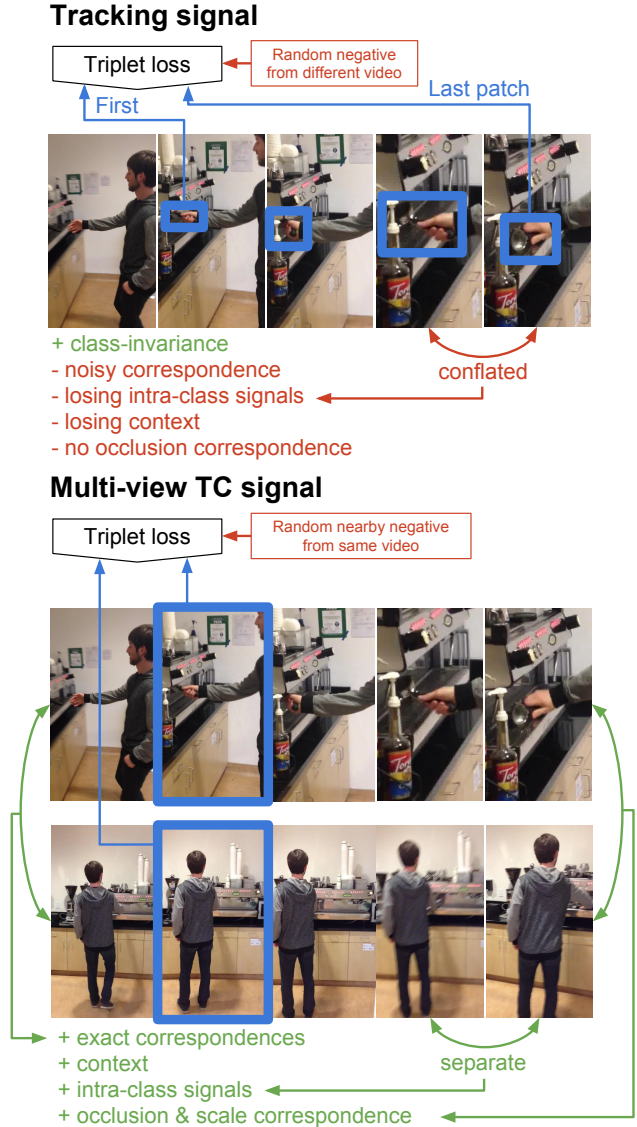 Tracking signal
Triplet loss
Random negative
from different video
First
Last patch
+ class-invariance
- noisy correspondence
- losing intra-class signals
- losing context
- no occlusion correspondence
conflated
Multi-view TC signal
Triplet loss
Random nearby negative
from same video
+ exact correspondences
+ context
+ intra-class signals
+ occlusion & scale correspondence
separate